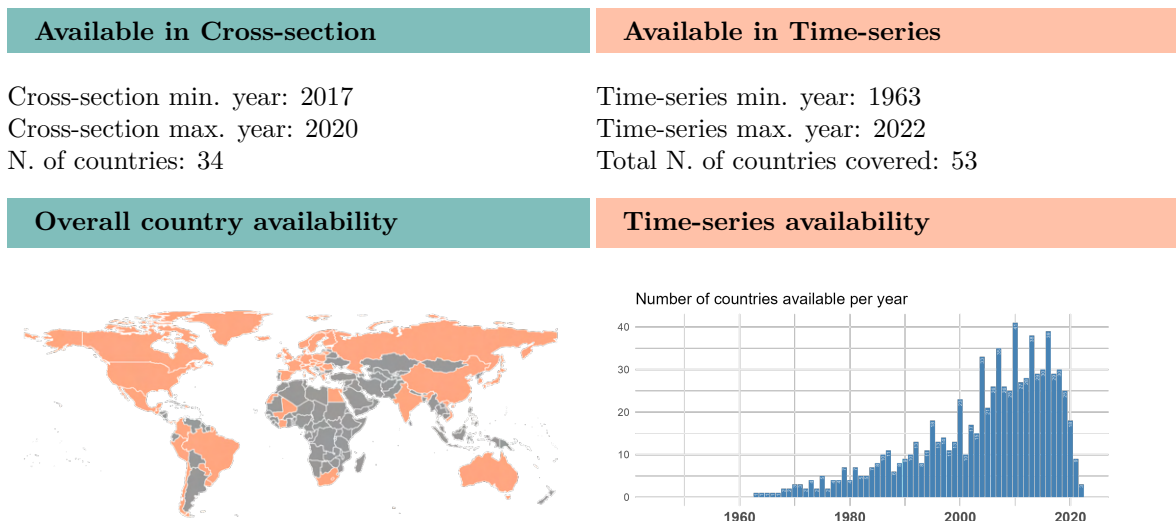 Available in Cross-section
Available in Time-series
Cross-section min. year: 2017
Cross-section max. year: 2020
N. of countries: 34
Time-series min. year: 1963
Time-series max. year: 2022
Total N. of countries covered: 53
Overall country availability
Time-series availability
Number of countries available per year
40
30
20
10
0
1960 1980 2000 2020